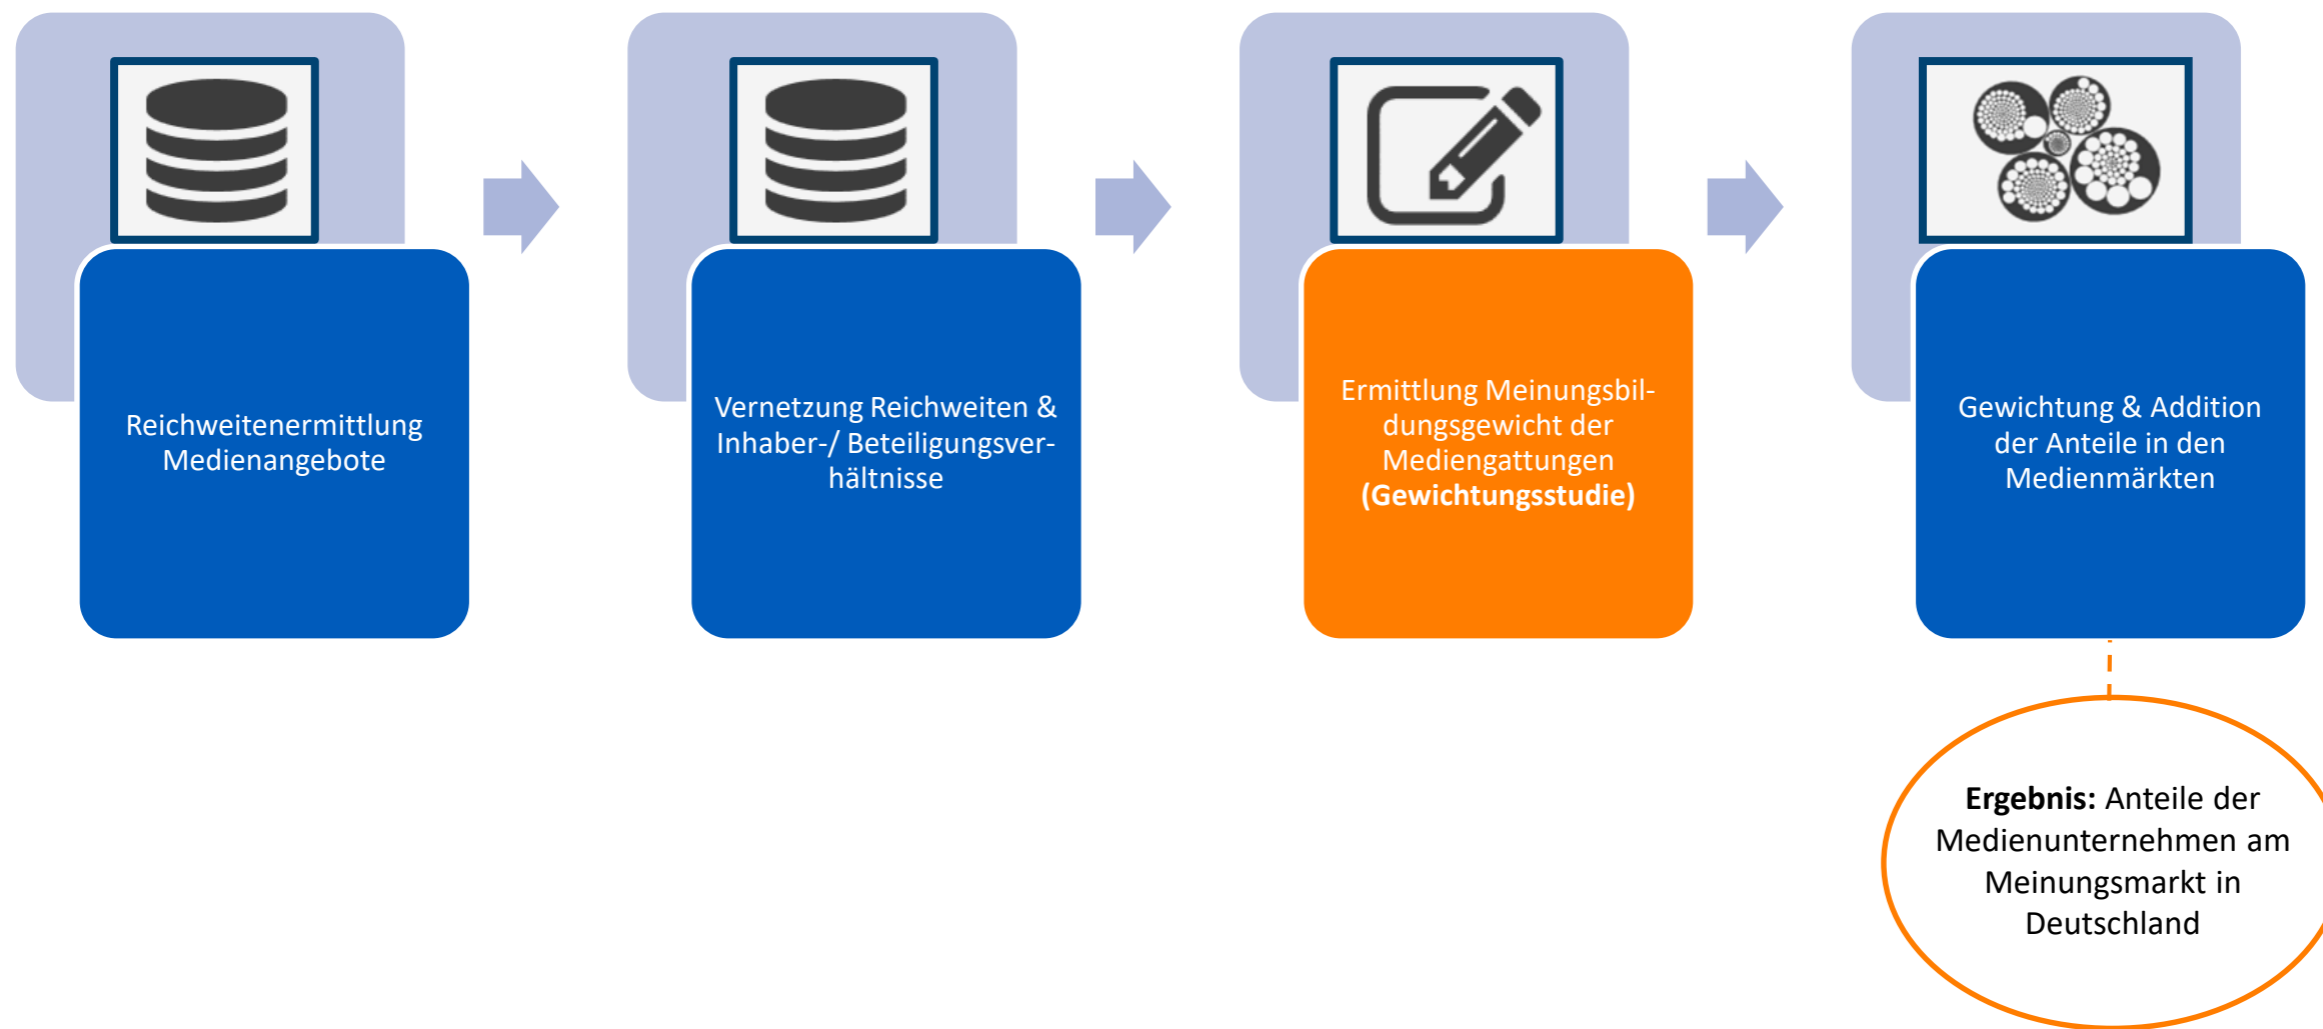 Reichweitenermittlung
Medienangebote
Vernetzung Reichweiten &
Inhaber-/ Beteiligungsver-
hältnisse
Ermittlung Meinungsbil-
dungsgewicht der
Mediengattungen
(Gewichtungsstudie)
Gewichtung & Addition
der Anteile in den
Medienmärkten
Ergebnis: Anteile der
Medienunternehmen am
Meinungsmarkt in
Deutschland